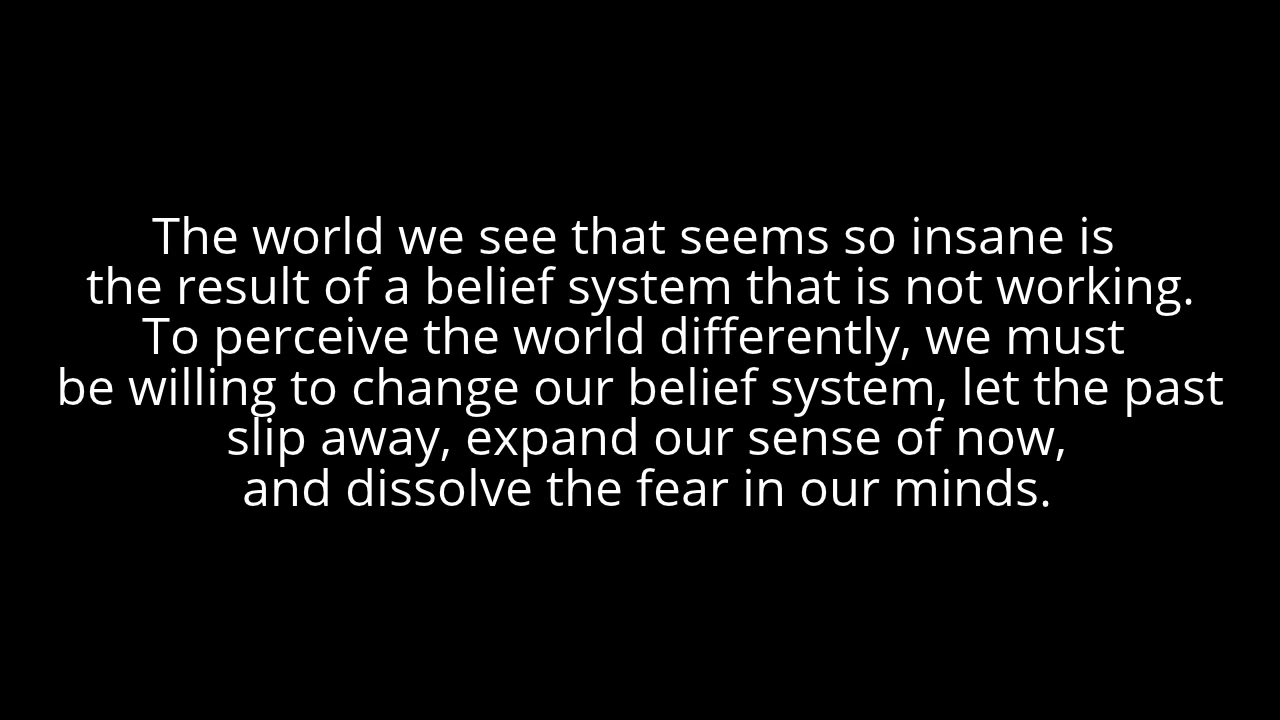 The world we see that seems so insane is
the result of a belief system that is not working.
To perceive the world differently, we must
be willing to change our belief system, let the past
slip away, expand our sense of now,
and dissolve the fear in our minds.